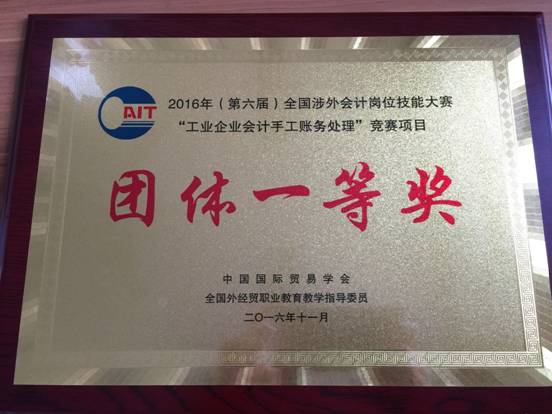 CAIT
2016年（第六届）全国涉外会计岗位技能大赛
“工业企业会计手工账务处理”竞赛项目
团体一等奖
中国国际贸易学会
全国外经贸职业教育教学指导委员
二〇一六年十一月